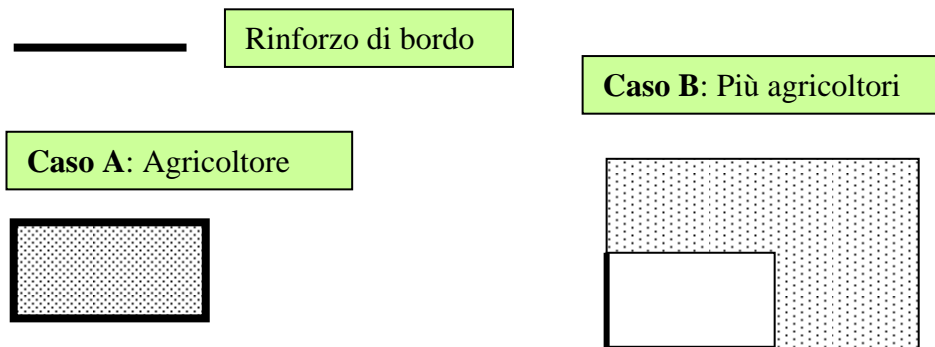 Rinforzo di bordo
Caso B: Più agricoltori
Caso A: Agricoltore